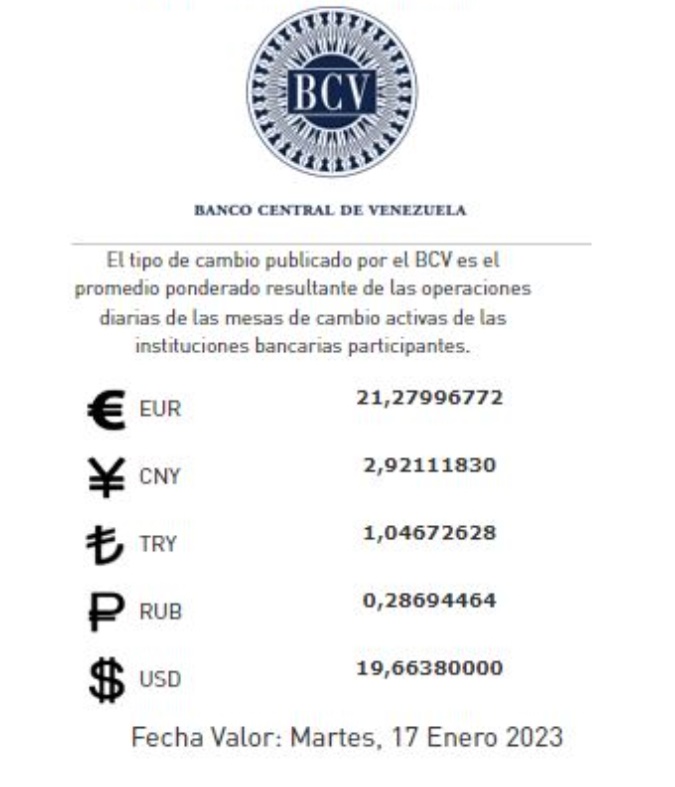 BCV
BANCO CENTRAL DE VENEZUELA
El tipo de cambio publicado por el BCV es el
promedio ponderado resultante de las operaciones
diarias de las mesas de cambio activas de las
instituciones bancarias participantes.
€ EUR 21,27996772
¥ CNY 2,92111830
₺ TRY 1,04672628
₽ RUB 0,28694464
$ USD 19,66380000
Fecha Valor: Martes, 17 Enero 2023